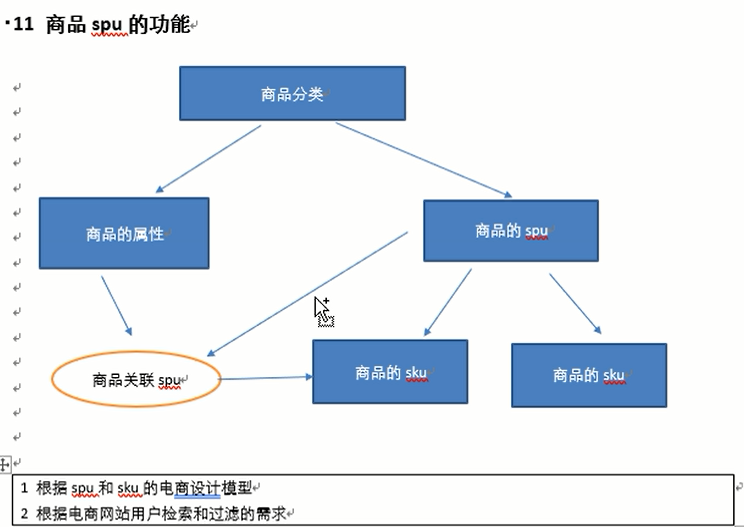 11 商品 spu 的功能
商品分类
商品的属性
商品的 spu
商品关联 spu
商品的 sku
商品的 sku
1 根据 spu 和 sku 的电商设计模型
2 根据电商网站用户检索和过滤的需求